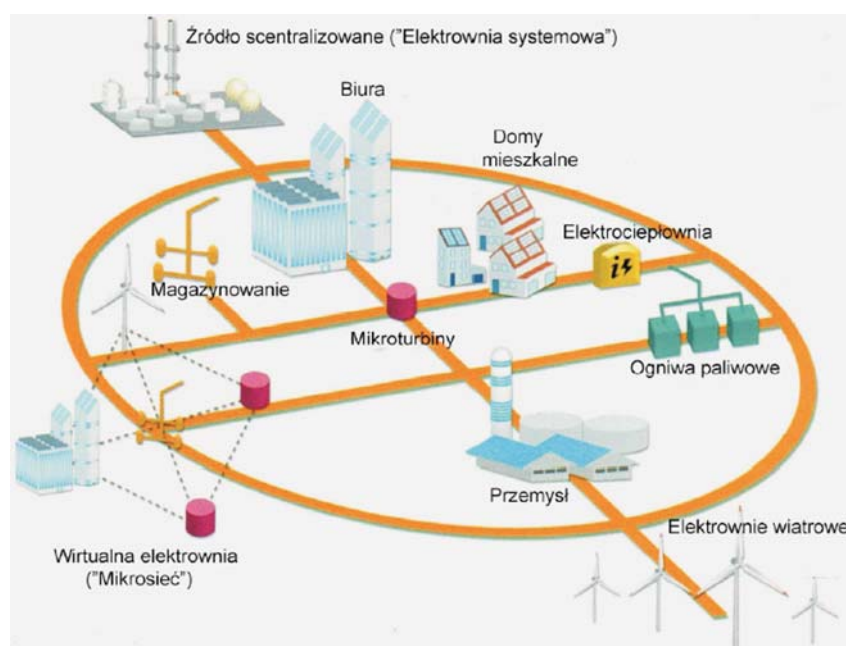 Źródło scentralizowane ("Elektrownia systemowa")
Biura
Domy
mieszkalne
Elektrociepłownia
Magazynowanie
Mikroturbiny
Ogniwa paliwowe
Przemysł
Elektrownie wiatrowe
Wirtualna elektrownia
("Mikrosieć")